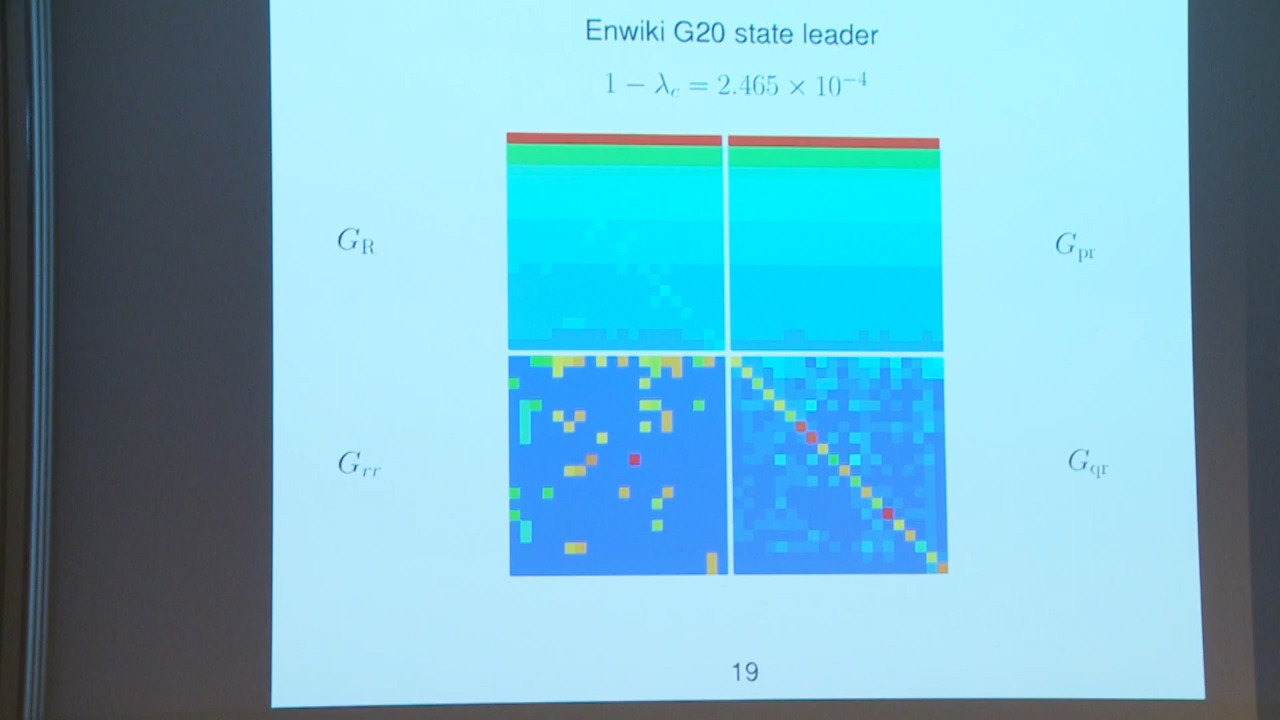 Enwiki G20 state leader
1 − λ_c = 2.465 × 10^−4
G_R
G_pr
G_rr
G_qr
19